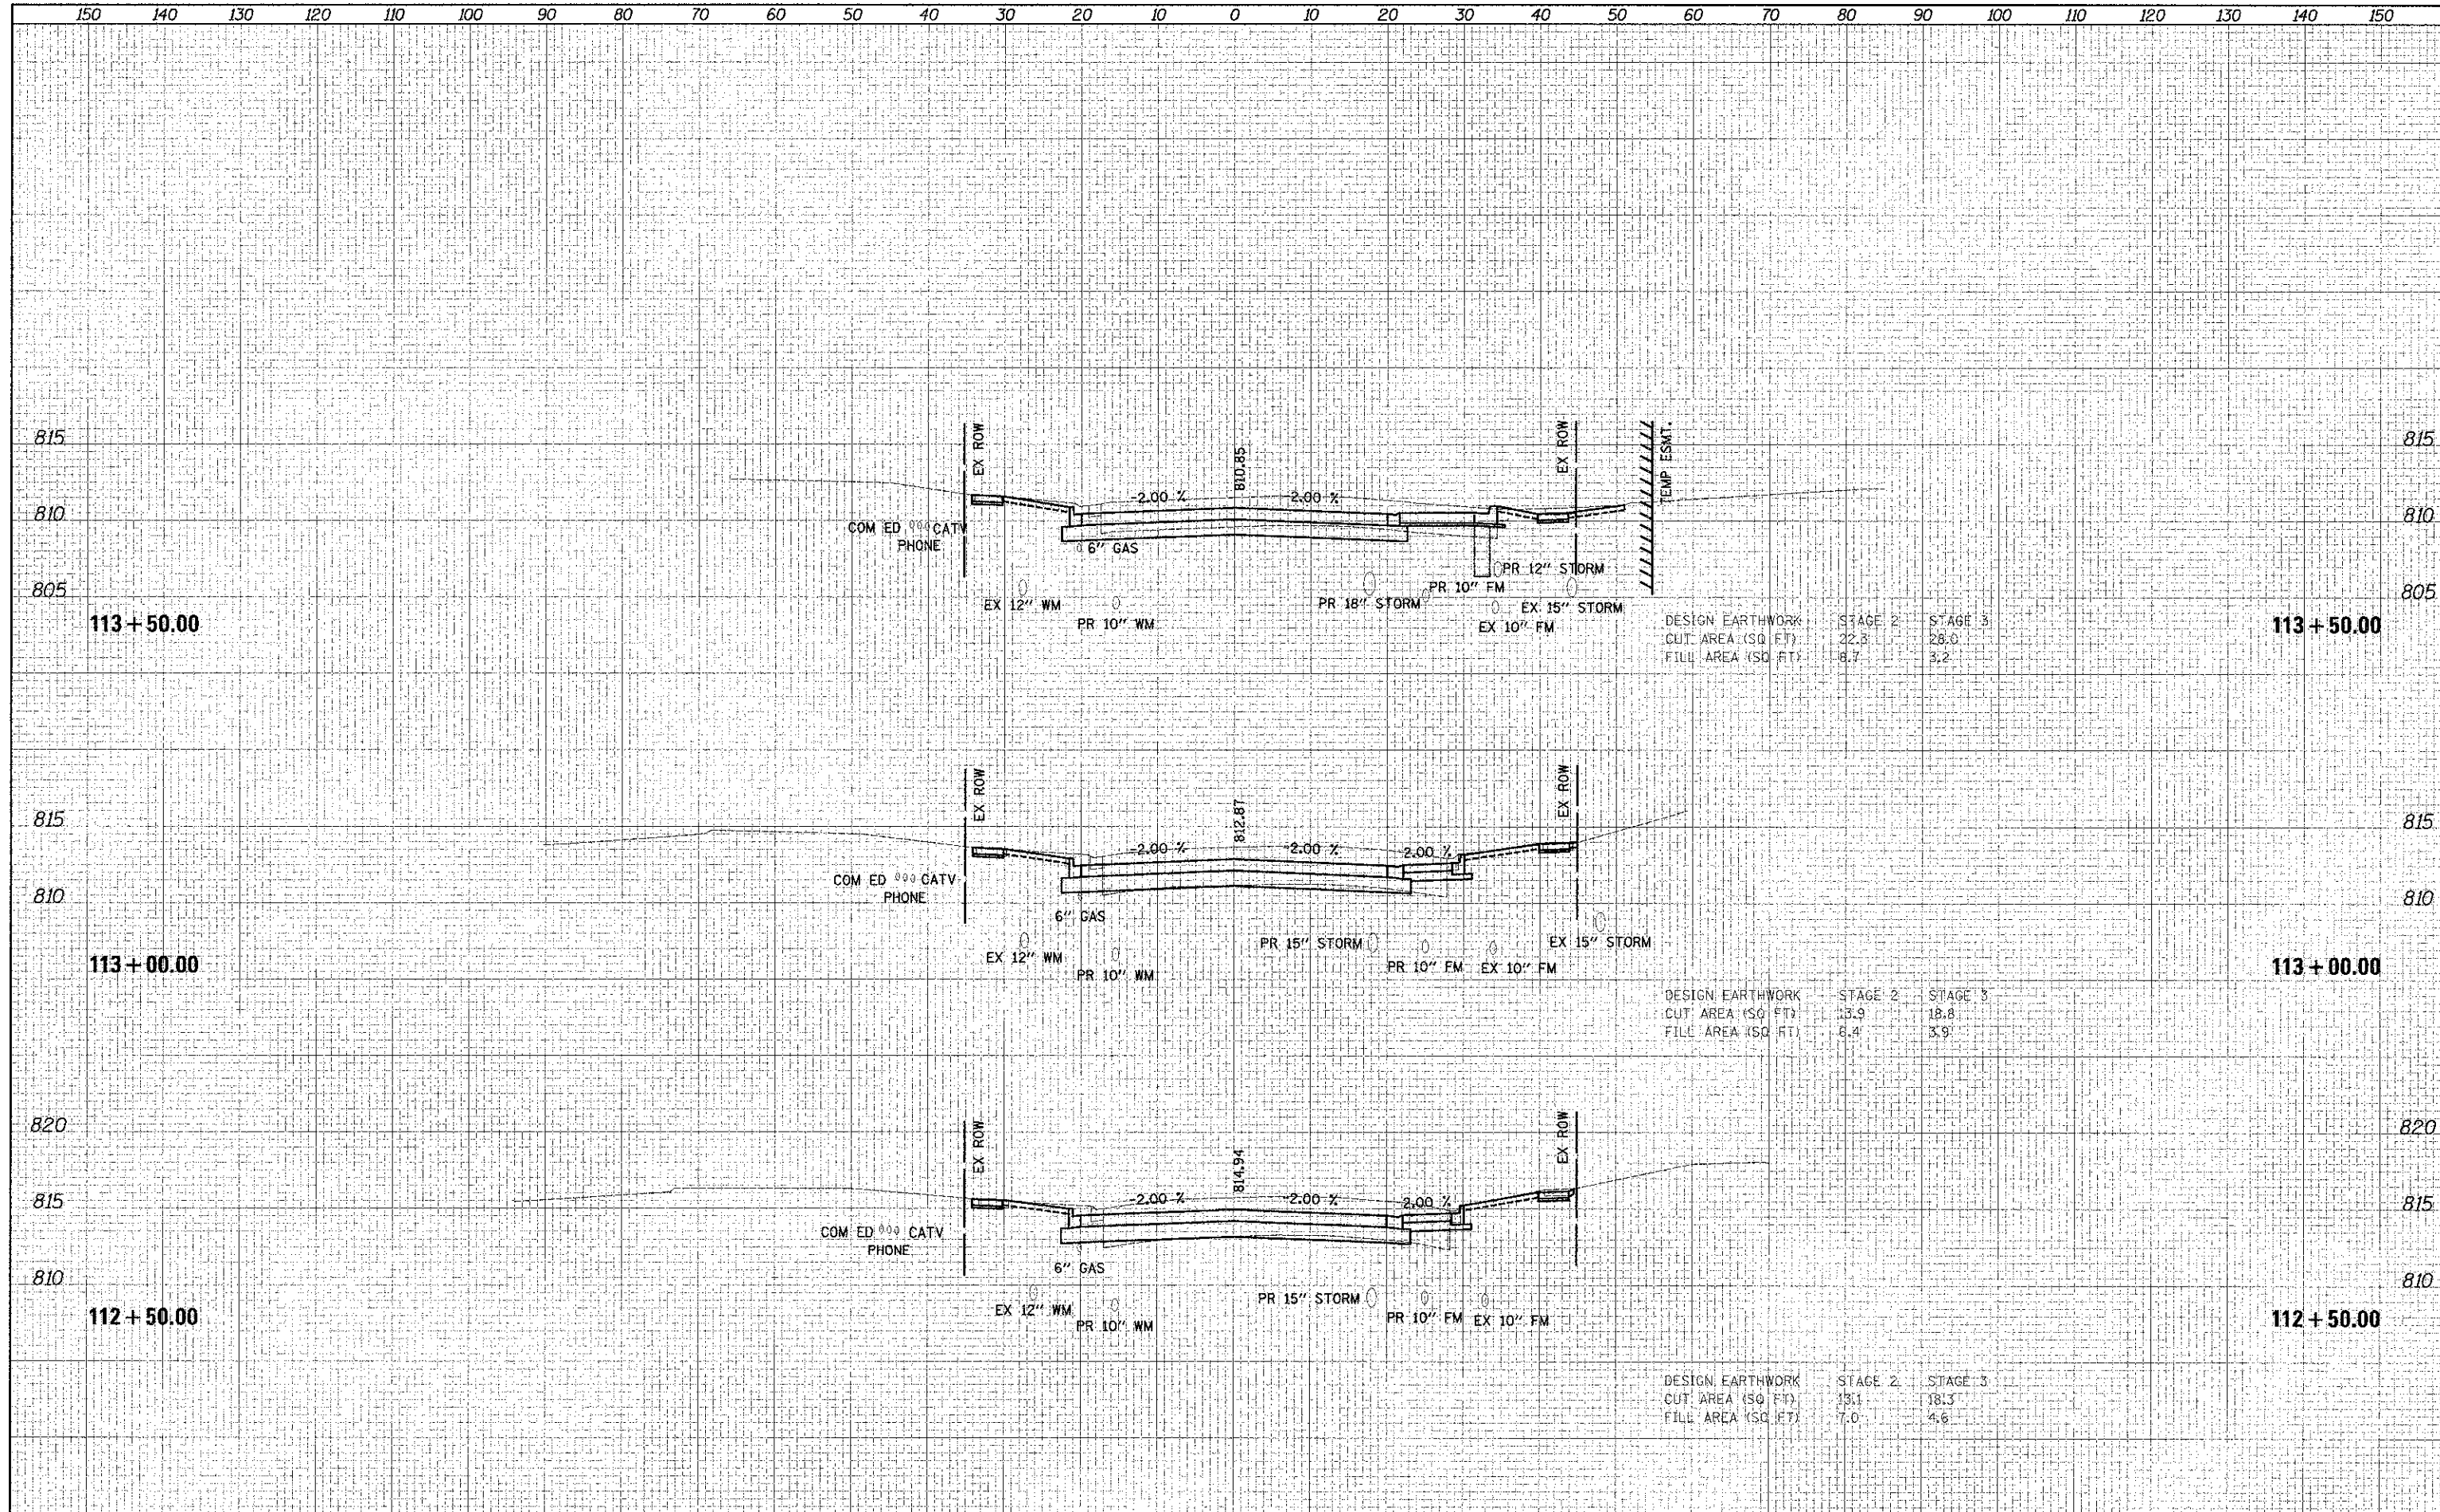 150 140 130 120 110 100 90 80 70 60 50 40 30 20 10 0 10 20 30 40 50 60 70 80 90 100 110 120 130 140 150
815 815
810 810
805 805
EX ROW
810.85
EX ROW
TEMP ESMT.
-2.00 % -2.00 %
COM ED CATV
PHONE
6" GAS
PR 12" STORM
PR 10" FM
EX 12" WM
PR 18" STORM
EX 15" STORM
PR 10" WM
EX 10" FM
113+50.00 113+50.00
DESIGN EARTHWORK STAGE 2 STAGE 3
CUT AREA (SQ FT) 22.3 28.0
FILL AREA (SQ FT) 8.7 3.2
815 815
810 810
EX ROW
812.87
EX ROW
-2.00 % -2.00 % 2.00 %
COM ED CATV
PHONE
6" GAS
EX 12" WM
PR 15" STORM
EX 15" STORM
PR 10" WM
PR 10" FM
EX 10" FM
113+00.00 113+00.00
DESIGN EARTHWORK STAGE 2 STAGE 3
CUT AREA (SQ FT) 13.9 18.8
FILL AREA (SQ FT) 6.4 3.9
820 820
815 815
810 810
EX ROW
814.94
EX ROW
-2.00 % -2.00 % 2.00 %
COM ED CATV
PHONE
6" GAS
EX 12" WM
PR 15" STORM
PR 10" WM
PR 10" FM
EX 10" FM
112+50.00 112+50.00
DESIGN EARTHWORK STAGE 2 STAGE 3
CUT AREA (SQ FT) 13.1 18.3
FILL AREA (SQ FT) 7.0 4.6